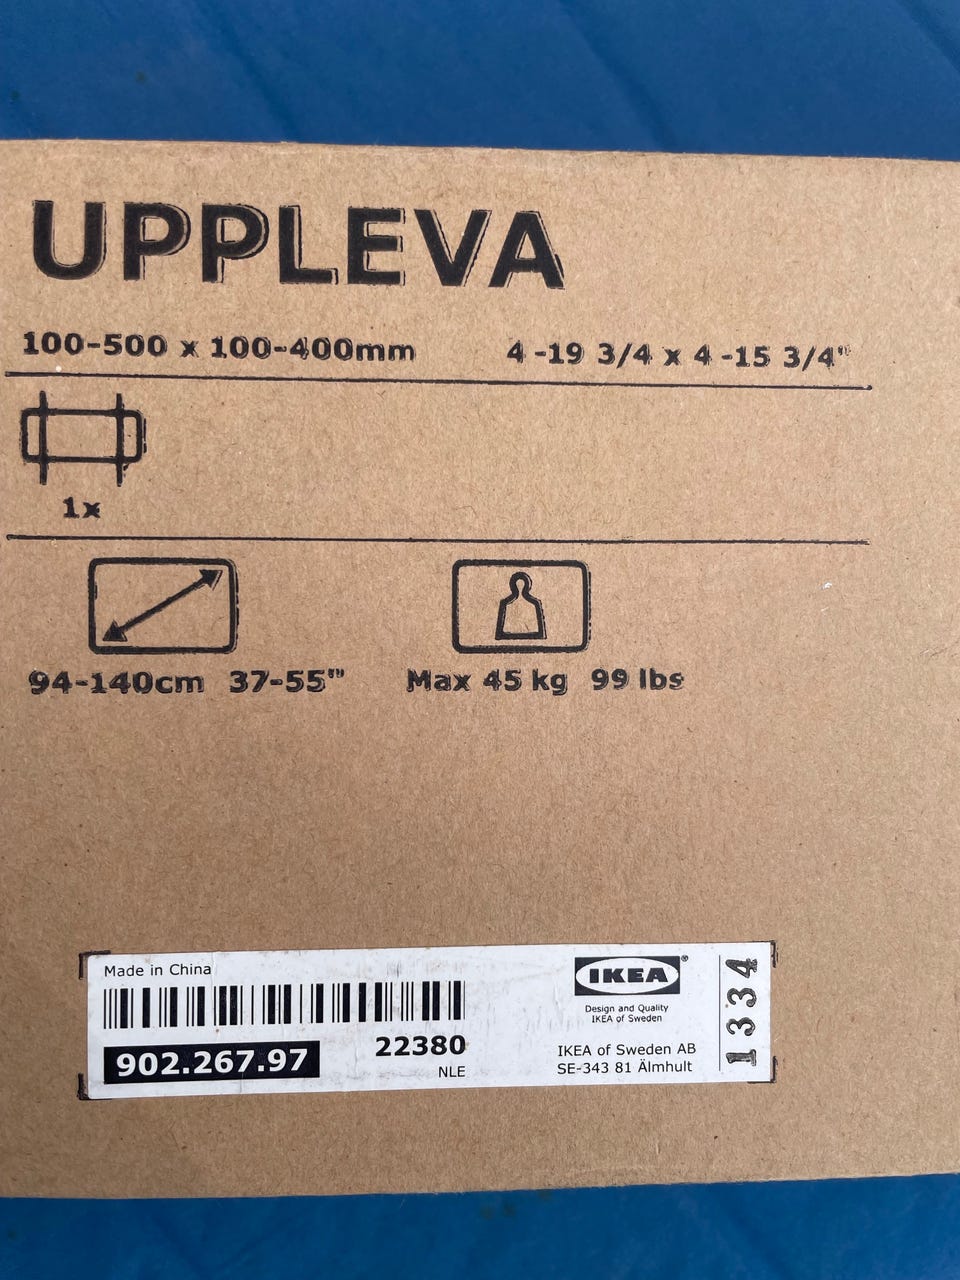 UPPLEVA
100-500 x 100-400mm 4 -19 3/4 x 4 -15 3/4"
1x
94-140cm 37-55" Max 45 kg 99 lbs
Made in China
902.267.97
22380
NLE
IKEA®
Design and Quality
IKEA of Sweden
IKEA of Sweden AB
SE-343 81 Älmhult
1334